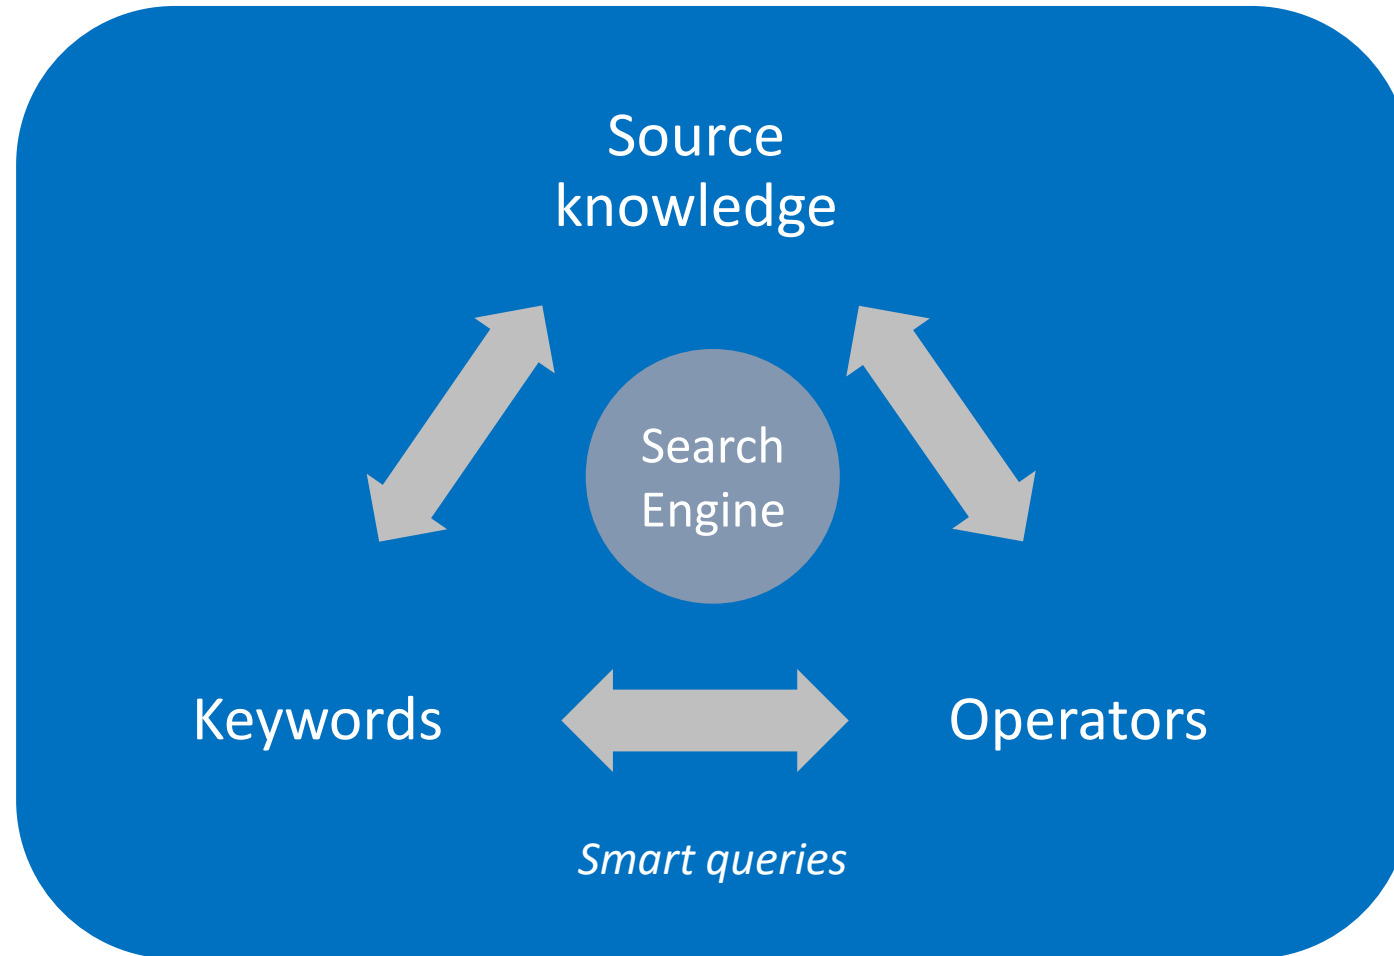 Source
knowledge
Search
Engine
Keywords
Operators
Smart queries